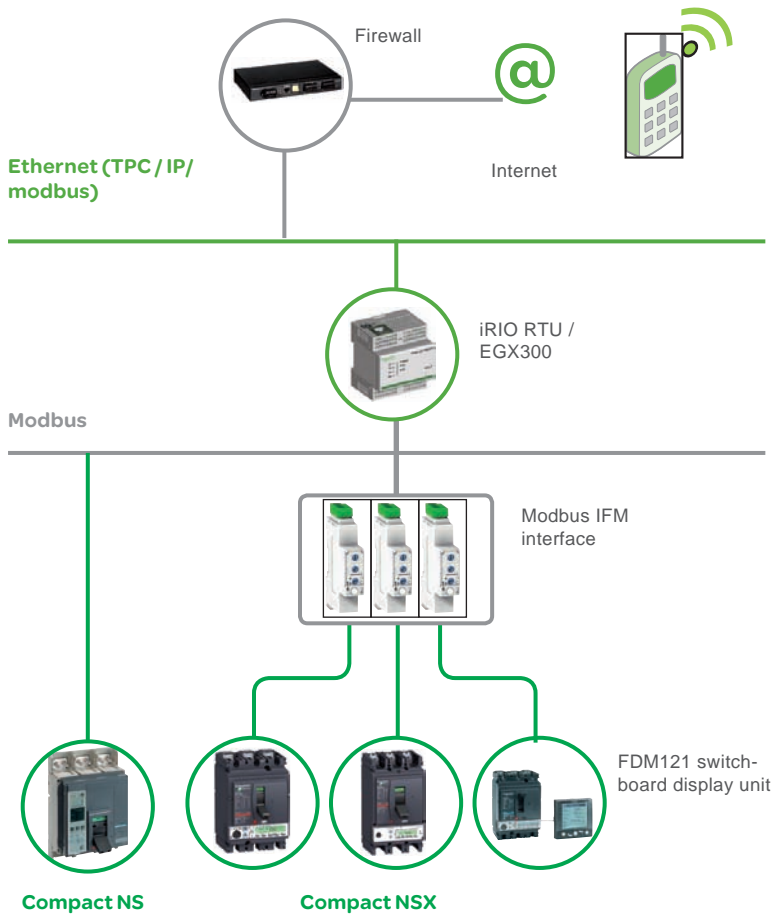 Firewall
@
Internet
Ethernet (TPC / IP/
modbus)
iRIO RTU /
EGX300
Modbus
Modbus IFM
interface
FDM121 switch-
board display unit
Compact NS
Compact NSX